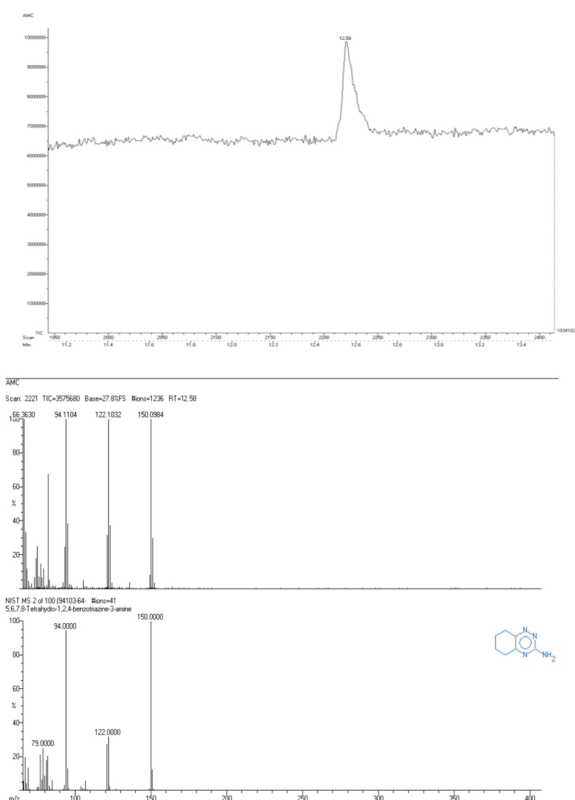 AMC
12.58
10000000
9000000
8000000
7000000
6000000
5000000
4000000
3000000
2000000
1000000
TIC
Scan 1950 2000 2050 2100 2150 2200 2250 2300 2350 2400
Min. 11.2 11.4 11.6 11.8 12.0 12.2 12.4 12.6 12.8 13.0 13.2 13.4
AMC
Scan: 2221 TIC=3575680 Base=27.8%FS #ions=1236 RT=12.58
66.3630 94.1104 122.1032 150.0984
100
80
60
40
20
NIST MS 2 of 100 (94103-64- #ions=41
5,6,7,8-Tetrahydro-1,2,4-benzotriazine-3-amine
150.0000
100
94.0000
80
60
40
122.0000
79.0000
20
N
N
N
NH2
m/z 100 150 200 250 300 350 400